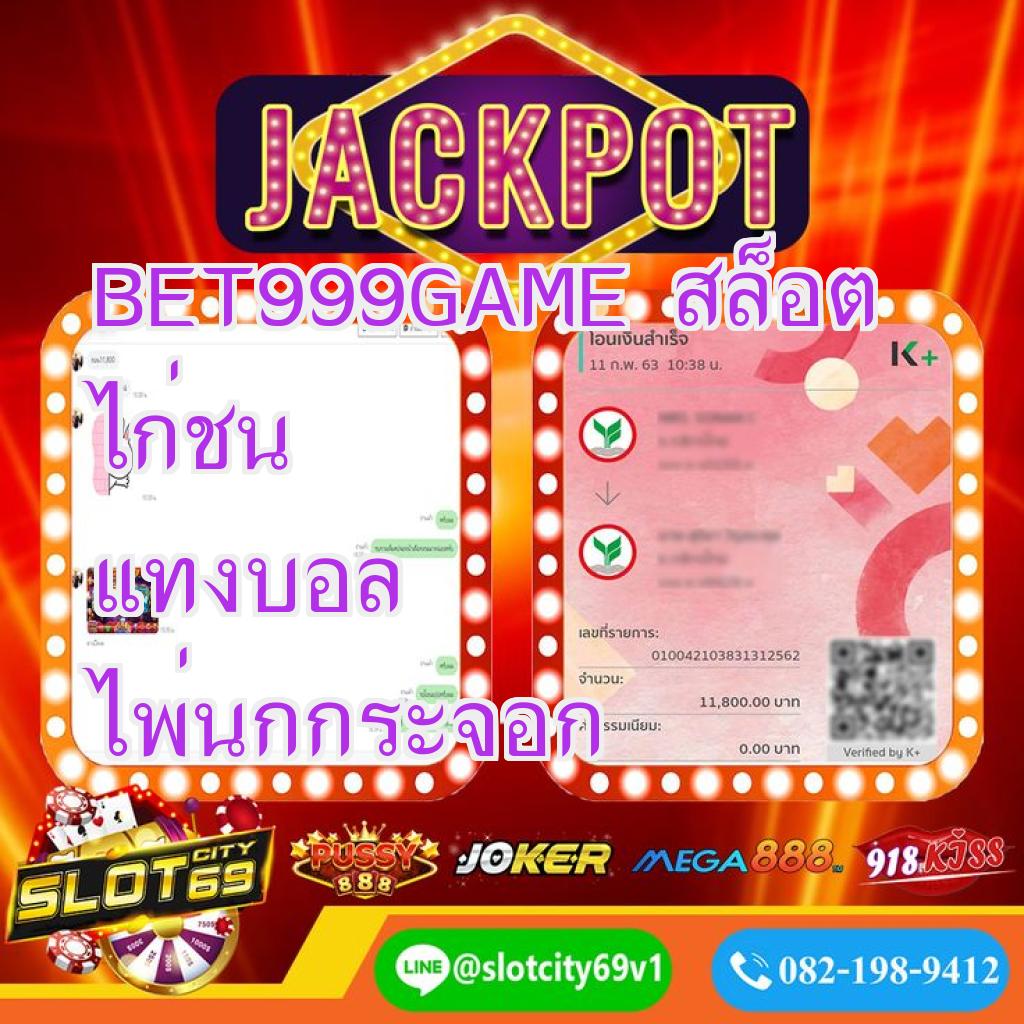 JACKPOT
BET999GAME สล็อต
ไก่ชน
แทงบอล
ไพ่นกกระจอก
โอนเงินสำเร็จ
11 ก.พ. 63 10:38 น.
K+
เลขที่รายการ:
010042103831312562
จำนวน:
11,800.00 บาท
รรมเนียม:
0.00 บาท
Verified by K+
SLOT CITY 69
PUSSY 888
JOKER
MEGA888
918KISS
LINE @slotcity69v1
082-198-9412